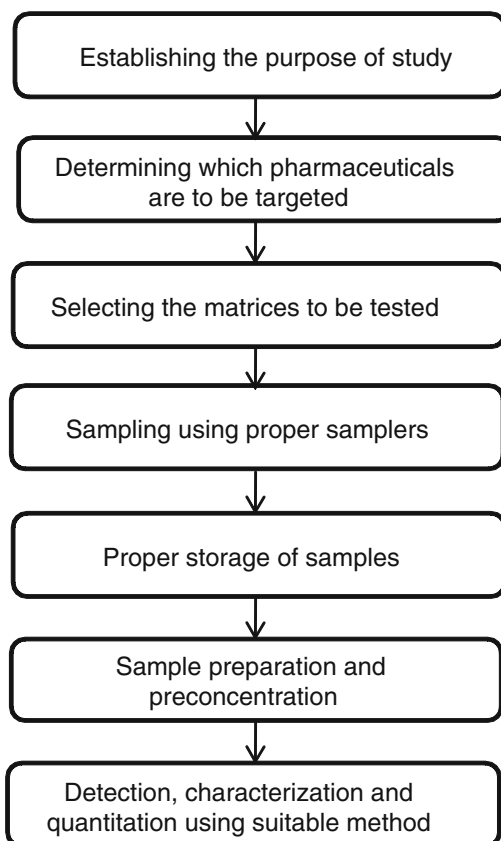 Establishing the purpose of study
Determining which pharmaceuticals
are to be targeted
Selecting the matrices to be tested
Sampling using proper samplers
Proper storage of samples
Sample preparation and
preconcentration
Detection, characterization and
quantitation using suitable method